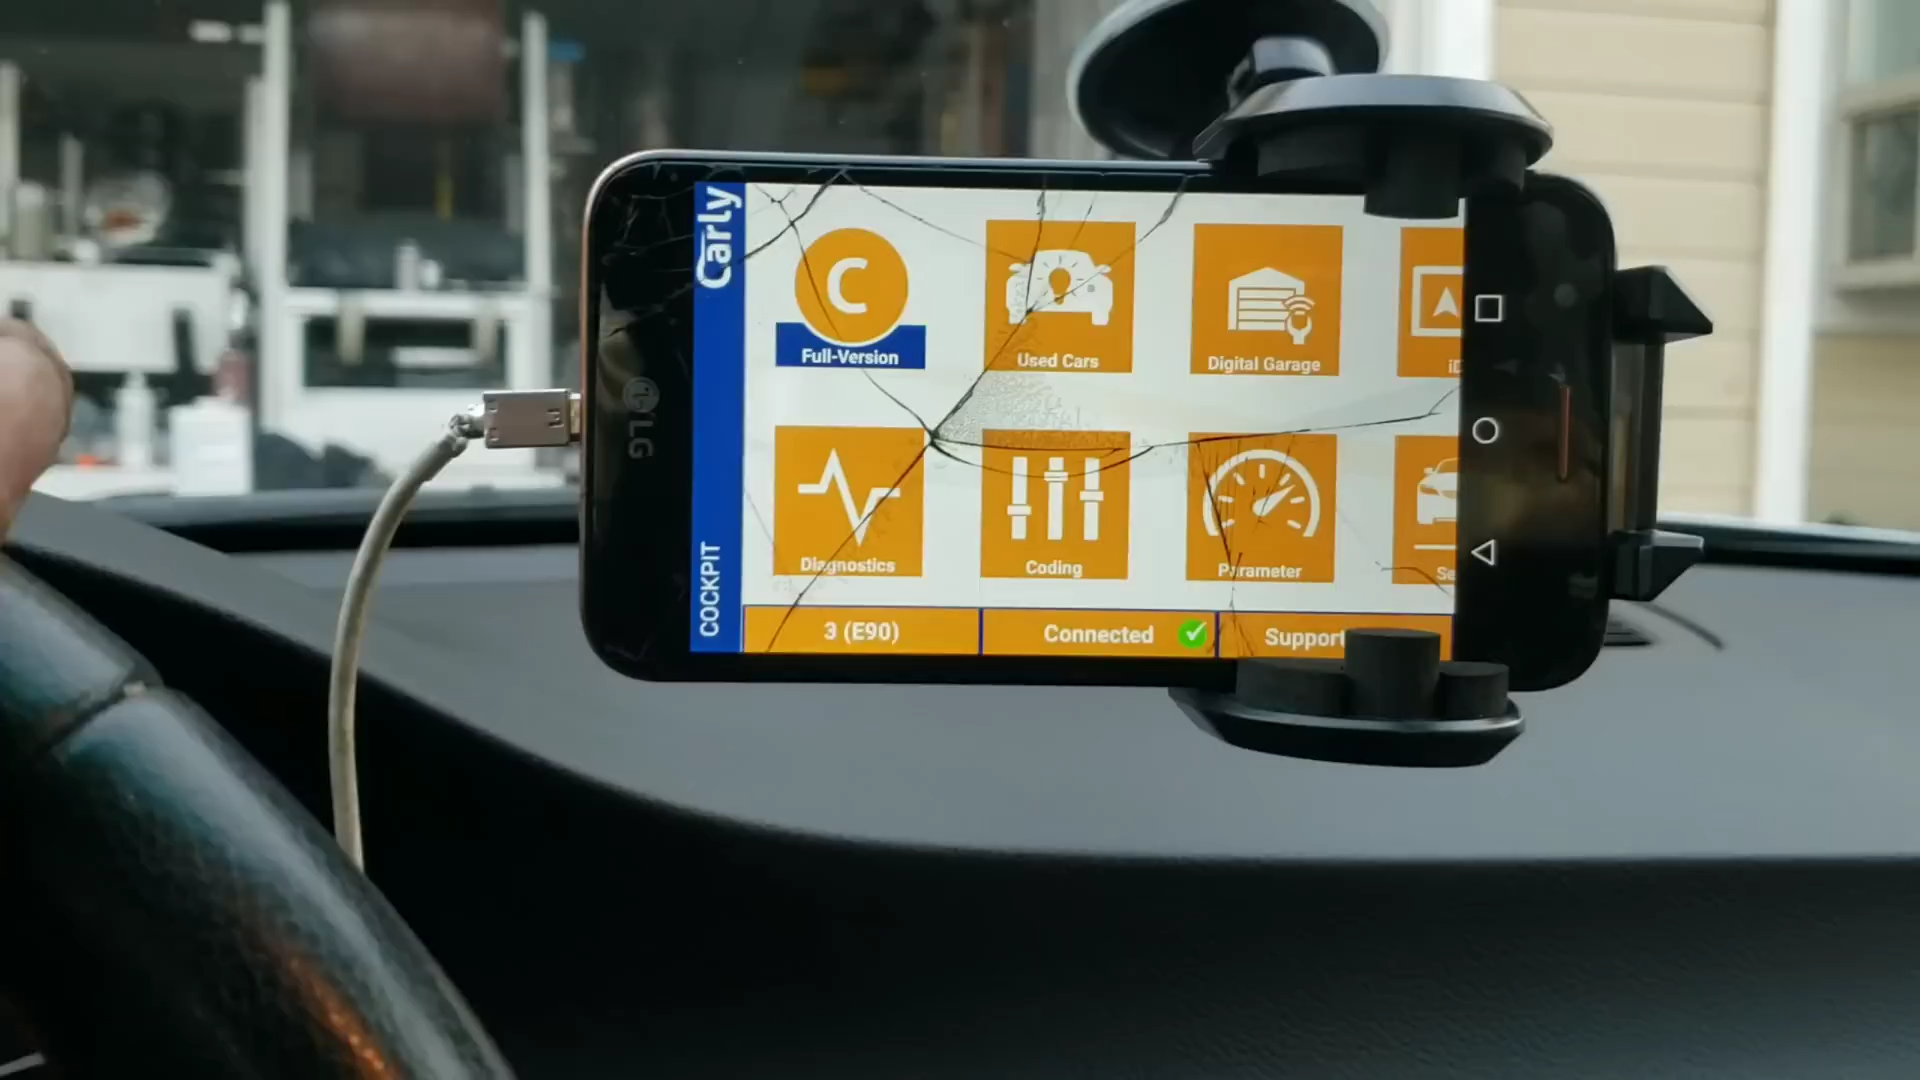 Carly
COCKPIT
C
Full-Version
Used Cars
Digital Garage
Diagnostics
Coding
Parameter
3 (E90)
Connected
Support
LG